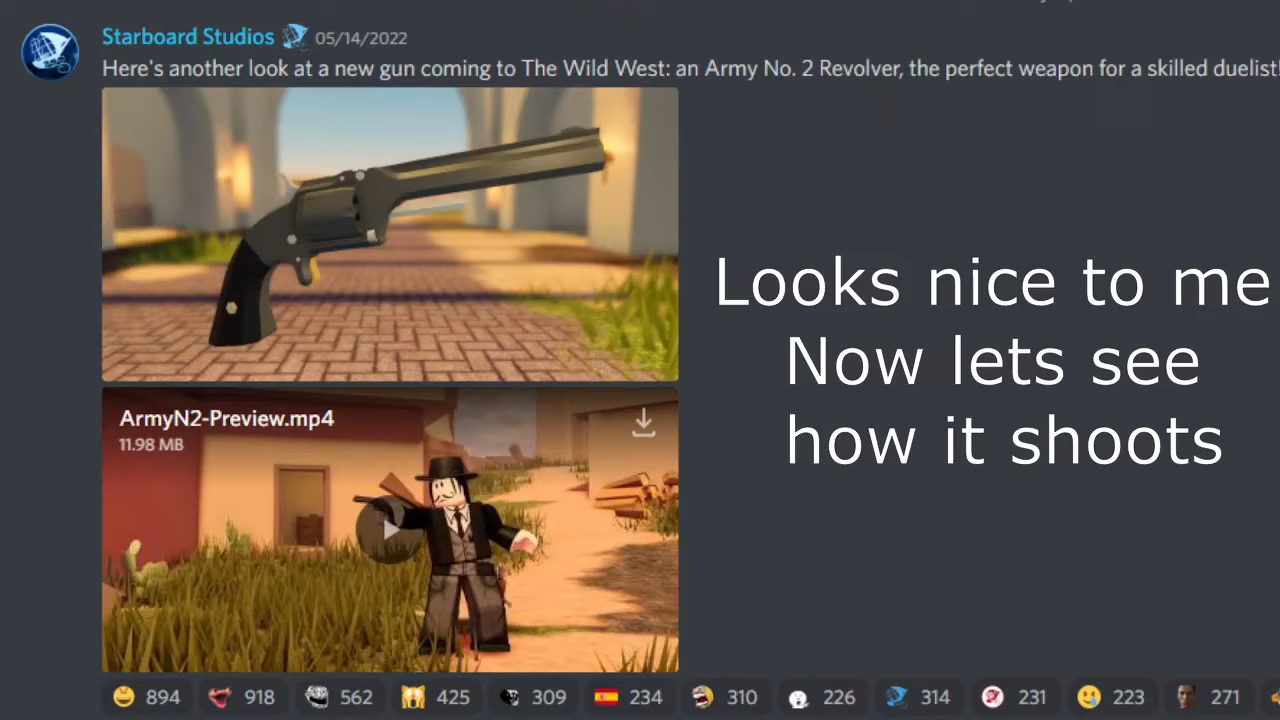 Starboard Studios 05/14/2022
Here's another look at a new gun coming to The Wild West: an Army No. 2 Revolver, the perfect weapon for a skilled duelist!
Looks nice to me
Now lets see
how it shoots
ArmyN2-Preview.mp4
11.98 MB
894 918 562 425 309 234 310 226 314 231 223 271